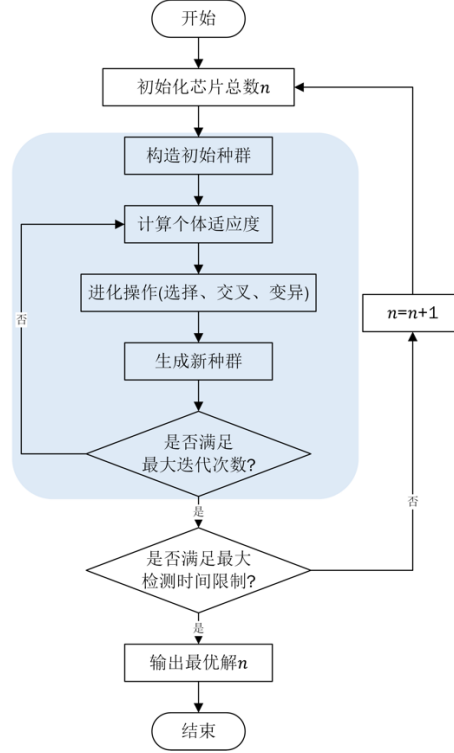 开始
初始化芯片总数n
构造初始种群
计算个体适应度
进化操作(选择、交叉、变异)
否
n=n+1
生成新种群
是否满足
最大迭代次数?
是
否
是否满足最大
检测时间限制?
是
输出最优解n
结束